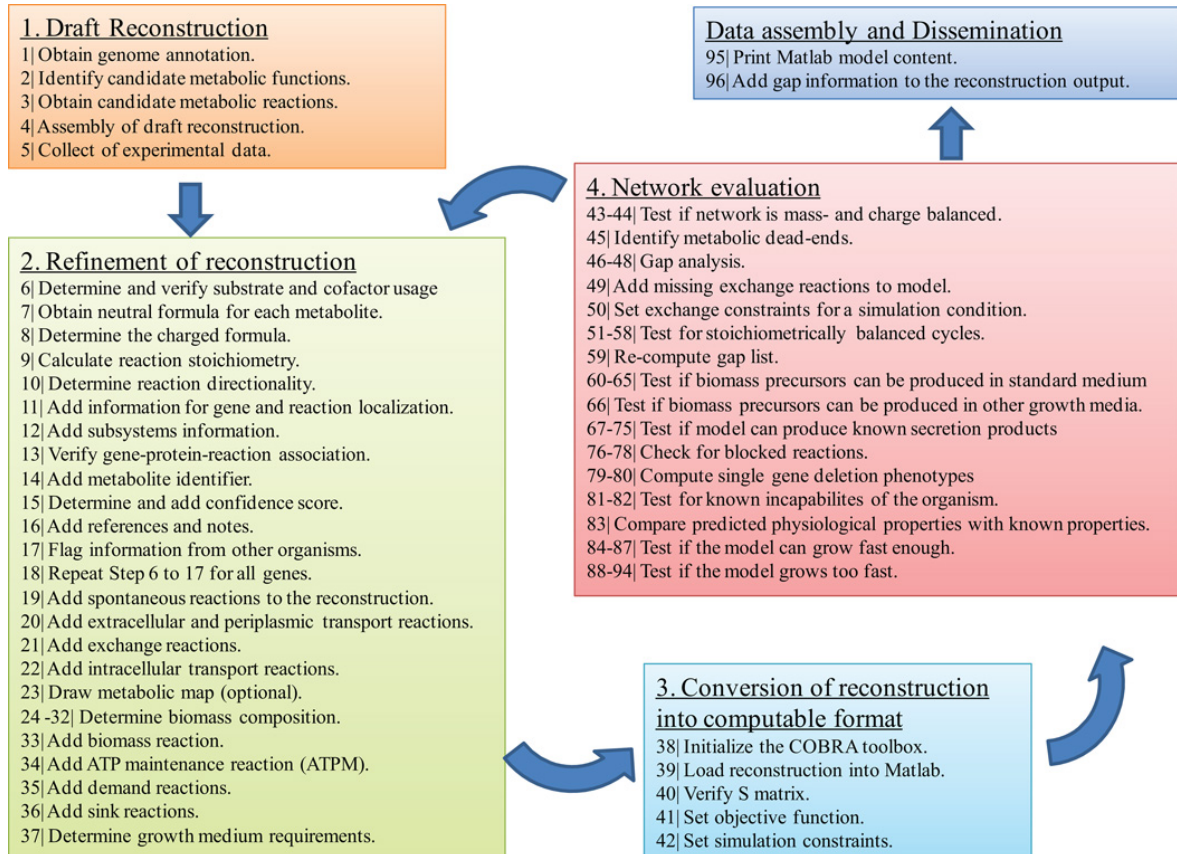 1. Draft Reconstruction
1| Obtain genome annotation.
2| Identify candidate metabolic functions.
3| Obtain candidate metabolic reactions.
4| Assembly of draft reconstruction.
5| Collect of experimental data.
2. Refinement of reconstruction
6| Determine and verify substrate and cofactor usage
7| Obtain neutral formula for each metabolite.
8| Determine the charged formula.
9| Calculate reaction stoichiometry.
10| Determine reaction directionality.
11| Add information for gene and reaction localization.
12| Add subsystems information.
13| Verify gene-protein-reaction association.
14| Add metabolite identifier.
15| Determine and add confidence score.
16| Add references and notes.
17| Flag information from other organisms.
18| Repeat Step 6 to 17 for all genes.
19| Add spontaneous reactions to the reconstruction.
20| Add extracellular and periplasmic transport reactions.
21| Add exchange reactions.
22| Add intracellular transport reactions.
23| Draw metabolic map (optional).
24 -32| Determine biomass composition.
33| Add biomass reaction.
34| Add ATP maintenance reaction (ATPM).
35| Add demand reactions.
36| Add sink reactions.
37| Determine growth medium requirements.
3. Conversion of reconstruction
into computable format
38| Initialize the COBRA toolbox.
39| Load reconstruction into Matlab.
40| Verify S matrix.
41| Set objective function.
42| Set simulation constraints.
4. Network evaluation
43-44| Test if network is mass- and charge balanced.
45| Identify metabolic dead-ends.
46-48| Gap analysis.
49| Add missing exchange reactions to model.
50| Set exchange constraints for a simulation condition.
51-58| Test for stoichiometrically balanced cycles.
59| Re-compute gap list.
60-65| Test if biomass precursors can be produced in standard medium
66| Test if biomass precursors can be produced in other growth media.
67-75| Test if model can produce known secretion products
76-78| Check for blocked reactions.
79-80| Compute single gene deletion phenotypes
81-82| Test for known incapabilites of the organism.
83| Compare predicted physiological properties with known properties.
84-87| Test if the model can grow fast enough.
88-94| Test if the model grows too fast.
Data assembly and Dissemination
95| Print Matlab model content.
96| Add gap information to the reconstruction output.